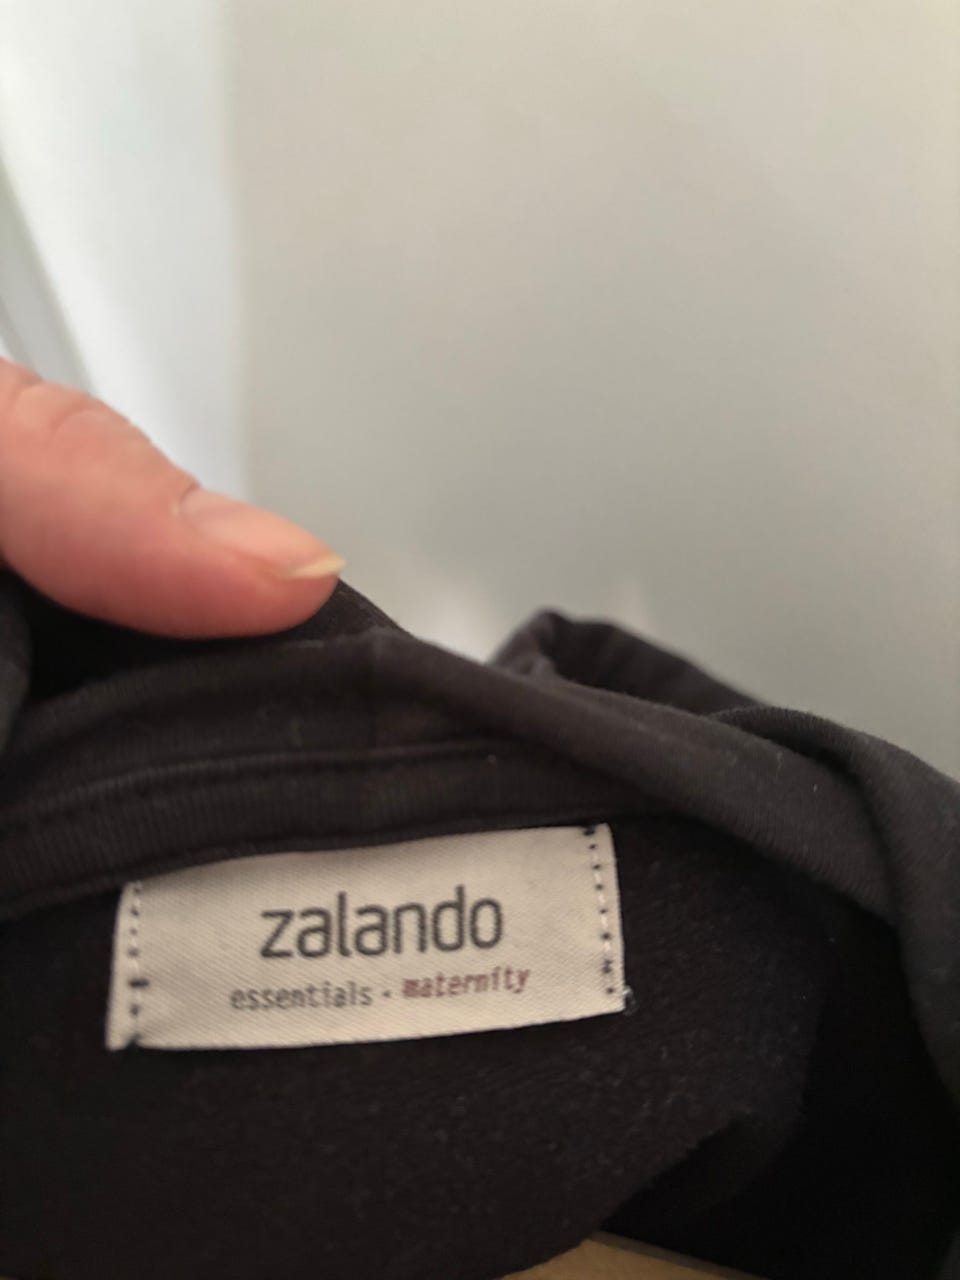 zalando
essentials · maternity